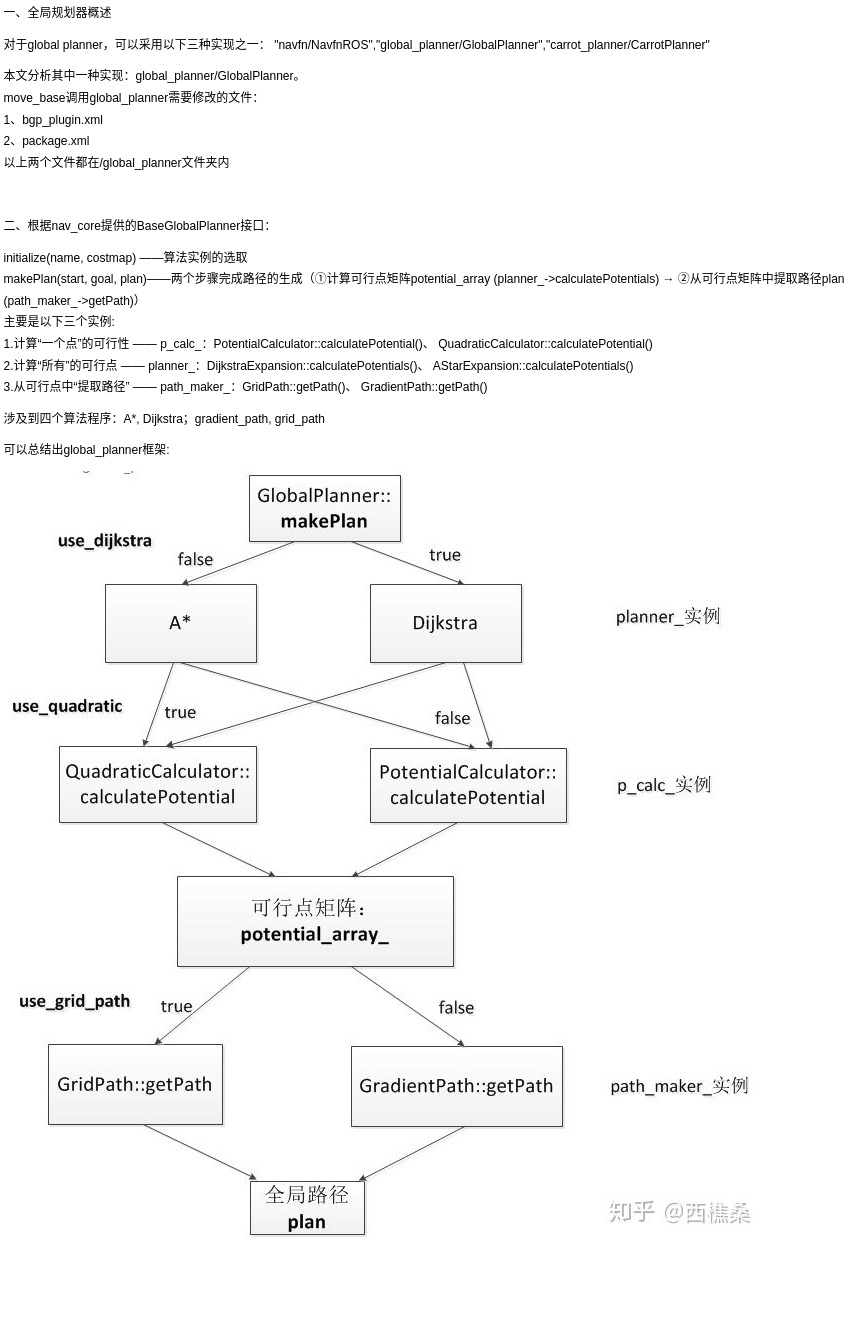 一、全局规划器概述
对于global planner，可以采用以下三种实现之一： "navfn/NavfnROS","global_planner/GlobalPlanner","carrot_planner/CarrotPlanner"
本文分析其中一种实现：global_planner/GlobalPlanner。
move_base调用global_planner需要修改的文件：
1、bgp_plugin.xml
2、package.xml
以上两个文件都在/global_planner文件夹内
二、根据nav_core提供的BaseGlobalPlanner接口：
initialize(name, costmap) ——算法实例的选取
makePlan(start, goal, plan)——两个步骤完成路径的生成（①计算可行点矩阵potential_array (planner_->calculatePotentials) → ②从可行点矩阵中提取路径plan
(path_maker_->getPath)）
主要是以下三个实例:
1.计算“一个点”的可行性 —— p_calc_：PotentialCalculator::calculatePotential()、 QuadraticCalculator::calculatePotential()
2.计算“所有”的可行点 —— planner_：DijkstraExpansion::calculatePotentials()、 AStarExpansion::calculatePotentials()
3.从可行点中“提取路径” —— path_maker_：GridPath::getPath()、 GradientPath::getPath()
涉及到四个算法程序：A*, Dijkstra；gradient_path, grid_path
可以总结出global_planner框架:
GlobalPlanner::
makePlan
use_dijkstra
false
true
A*
Dijkstra
planner_实例
use_quadratic
true
false
QuadraticCalculator::
calculatePotential
PotentialCalculator::
calculatePotential
p_calc_实例
可行点矩阵：
potential_array_
use_grid_path
true
false
GridPath::getPath
GradientPath::getPath
path_maker_实例
全局路径
plan
知乎 @西樵桑